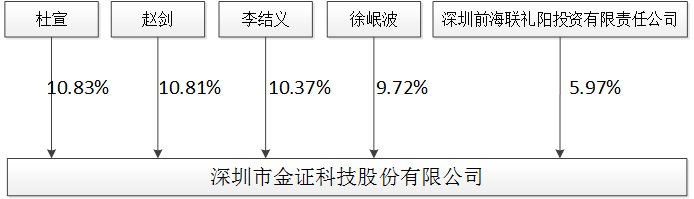 杜宣 赵剑 李结义 徐岷波 深圳前海联礼阳投资有限责任公司
10.83% 10.81% 10.37% 9.72% 5.97%
深圳市金证科技股份有限公司